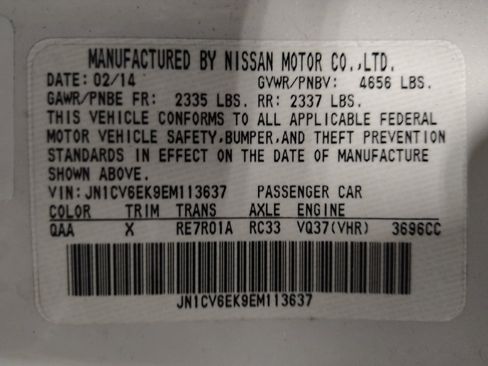 MANUFACTURED BY NISSAN MOTOR CO.,LTD.
DATE: 02/14 GVWR/PNBV: 4656 LBS.
GAWR/PNBE FR: 2335 LBS. RR: 2337 LBS.
THIS VEHICLE CONFORMS TO ALL APPLICABLE FEDERAL
MOTOR VEHICLE SAFETY,BUMPER,AND THEFT PREVENTION
STANDARDS IN EFFECT ON THE DATE OF MANUFACTURE
SHOWN ABOVE.
VIN: JN1CV6EK9EM113637 PASSENGER CAR
COLOR TRIM TRANS AXLE ENGINE
QAA X RE7R01A RC33 VQ37(VHR) 3696CC
JN1CV6EK9EM113637